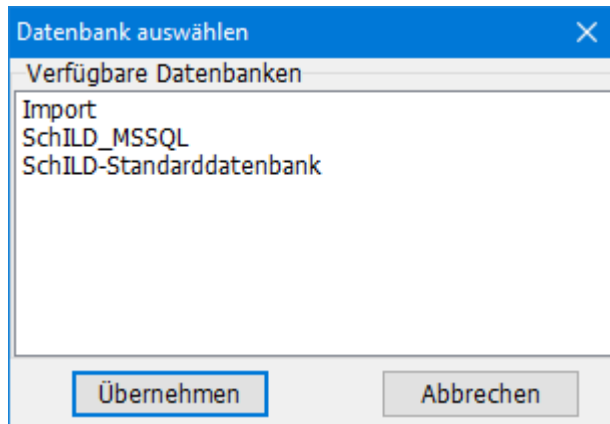 Datenbank auswählen
Verfügbare Datenbanken
Import
SchILD_MSSQL
SchILD-Standarddatenbank
Übernehmen
Abbrechen